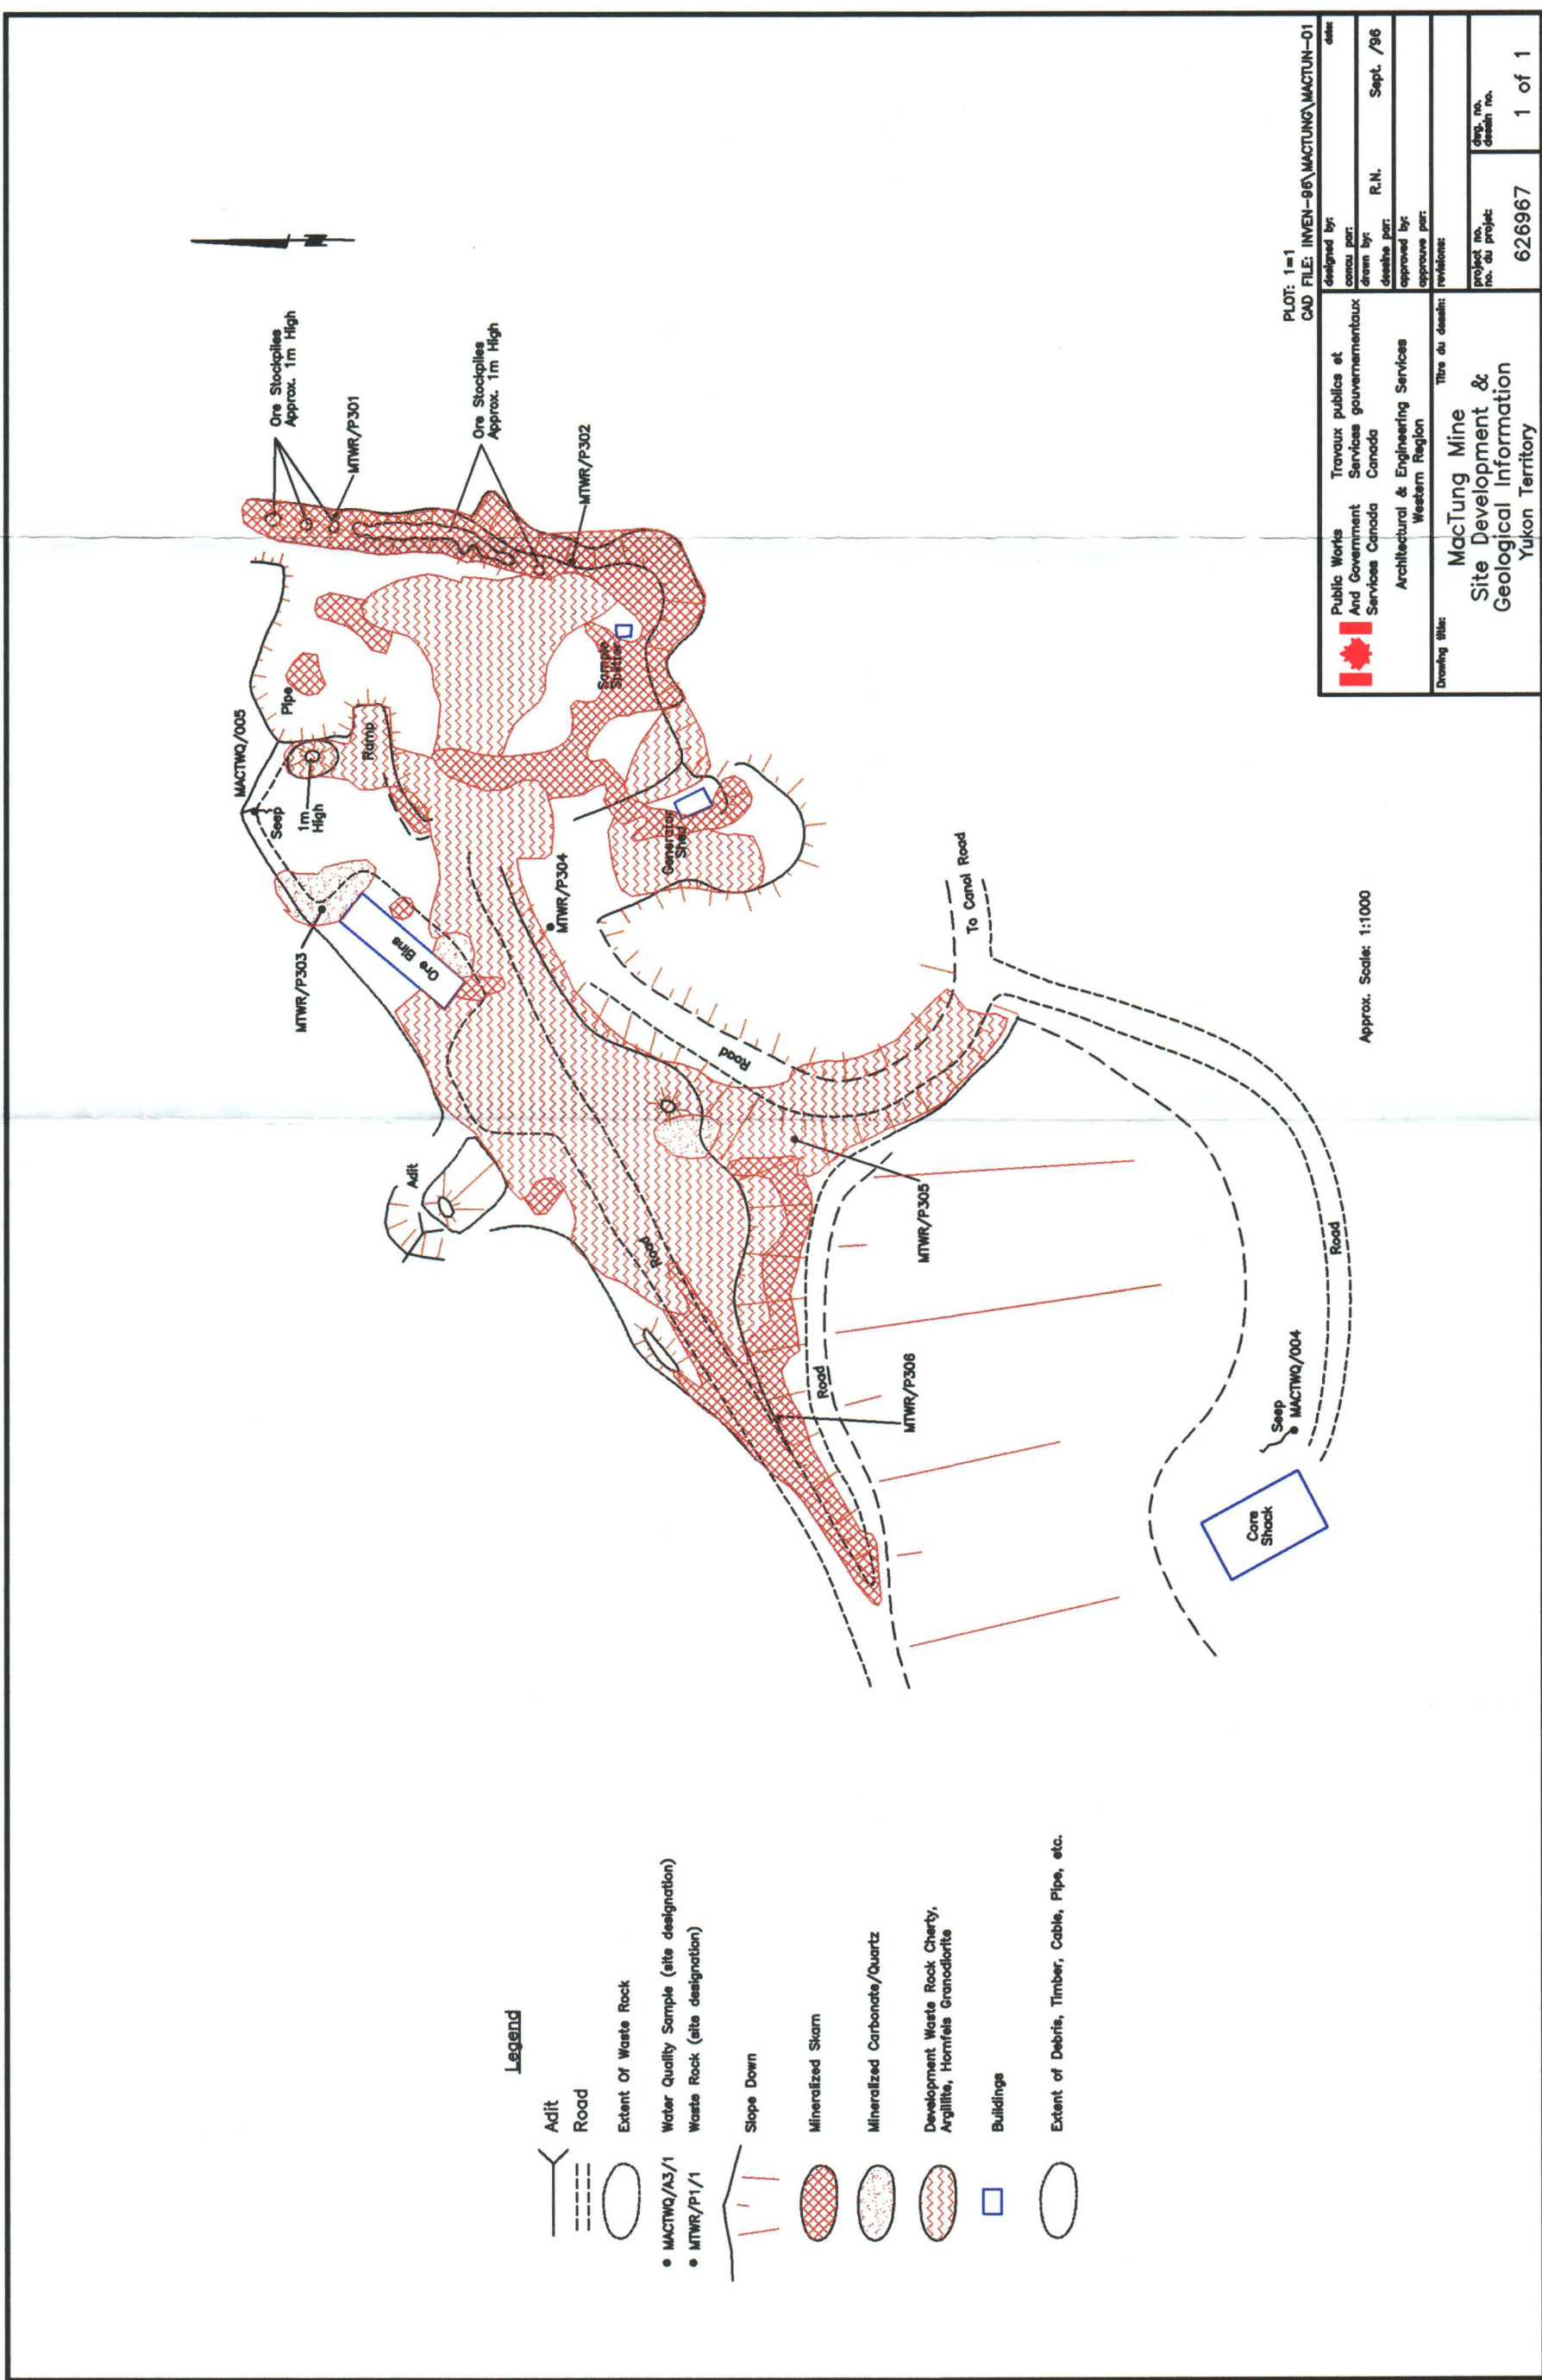 Legend
Adit
Road
Extent Of Waste Rock
MACTWQ/A3/1 Water Quality Sample (site designation)
MTWR/P1/1 Waste Rock (site designation)
Slope Down
Mineralized Skarn
Mineralized Carbonate/Quartz
Development Waste Rock Cherty,
Argillite, Hornfels Granodiorite
Buildings
Extent of Debris, Timber, Cable, Pipe, etc.
Ore Stockpiles
Approx. 1m High
MTWR/P301
Ore Stockpiles
Approx. 1m High
MTWR/P302
MACTWQ/005
Seep
Pipe
1m
High
Ramp
Sample
Splitter
Generator
Shed
MTWR/P303
Ore Bins
MTWR/P304
Adit
Road
Road
To Canol Road
MTWR/P305
MTWR/P306
Road
Road
Seep
MACTWQ/004
Core
Shack
Approx. Scale: 1:1000
PLOT: 1=1
CAD FILE: INVEN-96\MACTUNG\MACTUN-01
Public Works
And Government
Services Canada
Travaux publics et
Services gouvernementaux
Canada
Architectural & Engineering Services
Western Region
designed by:
date:
concu par:
drawn by:
R.N.
Sept. /96
dessine par:
approved by:
approuve par:
Drawing title:
Titre du dessin:
MacTung Mine
Site Development &
Geological Information
Yukon Territory
revisions:
project no.
no. du projet:
626967
dwg. no.
dessin no.
1 of 1